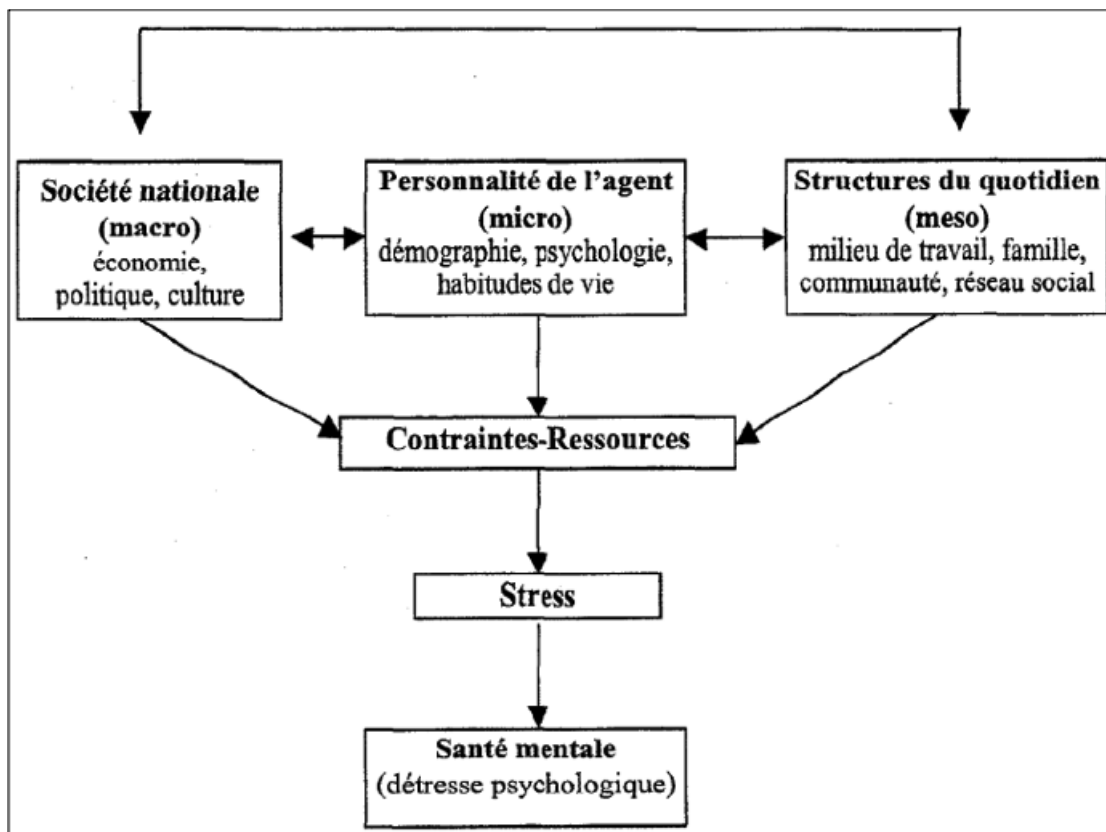 Société nationale
(macro)
économie,
politique, culture
Personnalité de l'agent
(micro)
démographie, psychologie,
habitudes de vie
Structures du quotidien
(meso)
milieu de travail, famille,
communauté, réseau social
Contraintes-Ressources
Stress
Santé mentale
(détresse psychologique)